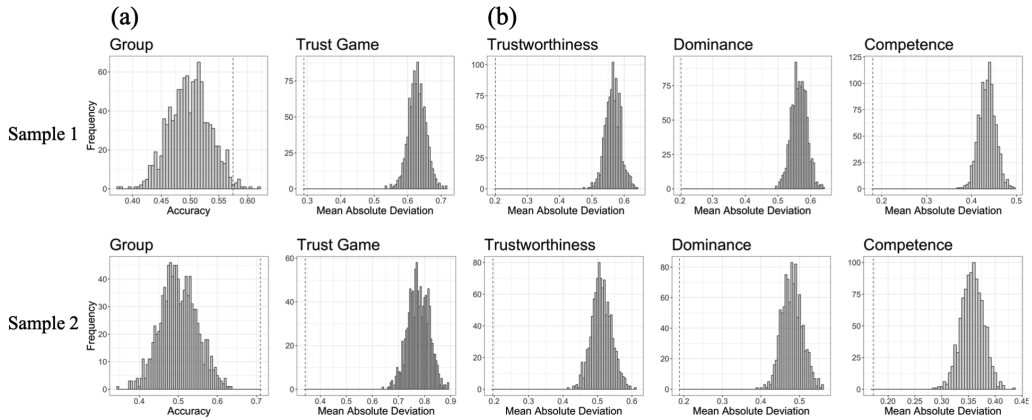 (a)
(b)
Group
Trust Game
Trustworthiness
Dominance
Competence
Sample 1
Frequency
60
40
20
0
0.40 0.45 0.50 0.55 0.60
Accuracy
75
50
25
0
0.3 0.4 0.5 0.6 0.7
Mean Absolute Deviation
100
75
50
25
0
0.2 0.3 0.4 0.5 0.6
Mean Absolute Deviation
75
50
25
0
0.2 0.3 0.4 0.5 0.6
Mean Absolute Deviation
125
100
75
50
25
0
0.2 0.3 0.4 0.5
Mean Absolute Deviation
Group
Trust Game
Trustworthiness
Dominance
Competence
Sample 2
Frequency
40
30
20
10
0
0.4 0.5 0.6 0.7
Accuracy
60
40
20
0
0.4 0.5 0.6 0.7 0.8 0.9
Mean Absolute Deviation
80
60
40
20
0
0.2 0.3 0.4 0.5 0.6
Mean Absolute Deviation
80
60
40
20
0
0.2 0.3 0.4 0.5
Mean Absolute Deviation
100
75
50
25
0
0.20 0.25 0.30 0.35 0.40 0.45
Mean Absolute Deviation